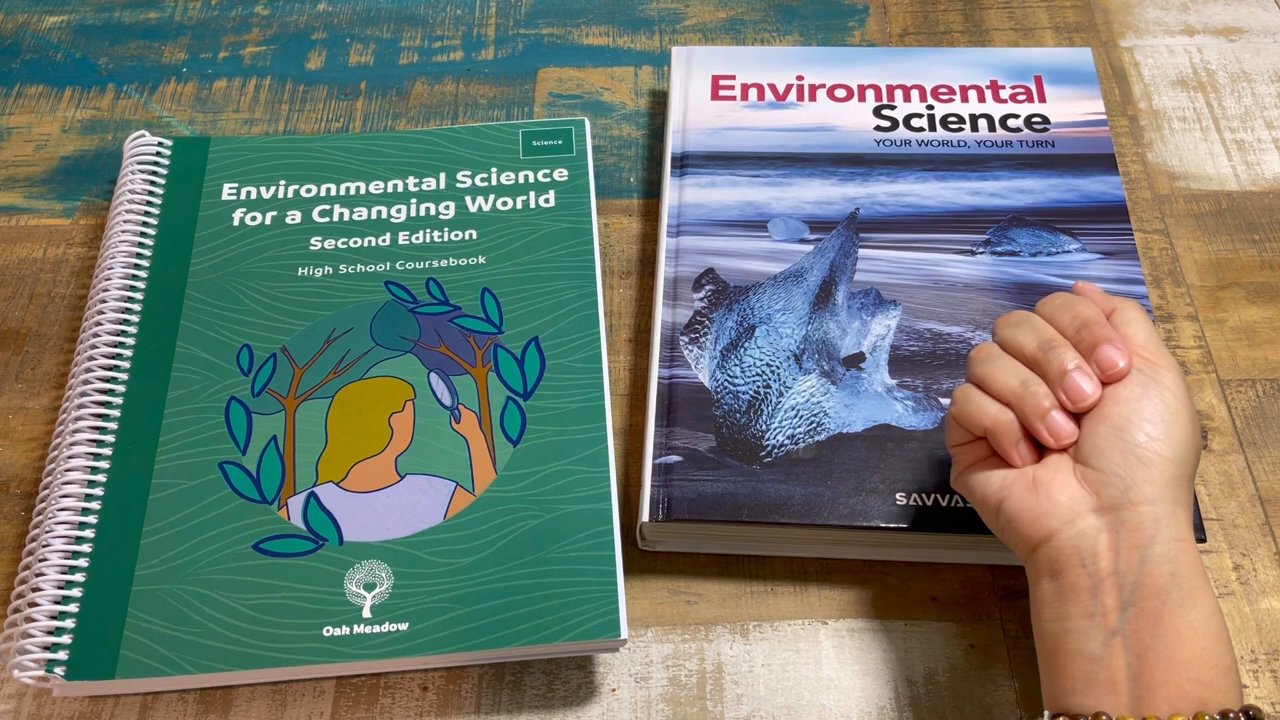 Science
Environmental Science
for a Changing World
Second Edition
High School Coursebook
Oak Meadow
Environmental
Science
YOUR WORLD, YOUR TURN
SAVVAS